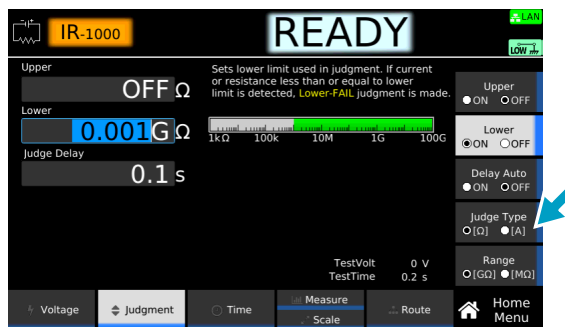 IR-1000
READY
LAN
LOW
Upper
OFF Ω
Lower
0.001G Ω
Judge Delay
0.1 s
Sets lower limit used in judgment. If current
or resistance less than or equal to lower
limit is detected, Lower-FAIL judgment is made.
1kΩ 100k 10M 1G 100G
TestVolt 0 V
TestTime 0.2 s
Upper
ON OFF
Lower
ON OFF
Delay Auto
ON OFF
Judge Type
[Ω] [A]
Range
[GΩ] [MΩ]
Voltage
Judgment
Time
Measure
Scale
Route
Home
Menu